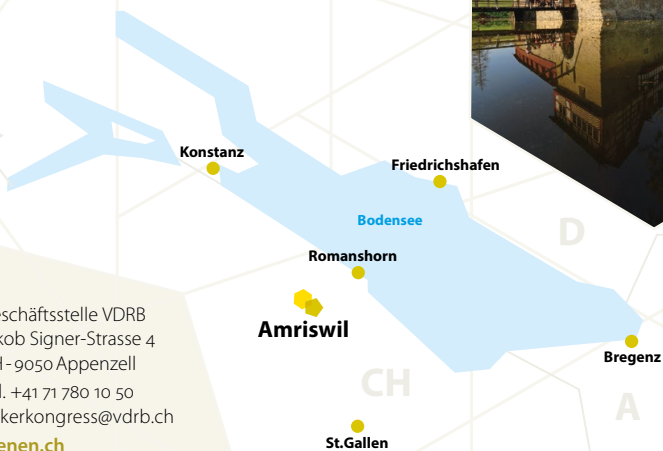 Konstanz
Friedrichshafen
Bodensee
D
Romanshorn
Amriswil
Bregenz
CH
A
St.Gallen
eschäftsstelle VDRB
kob Signer-Strasse 4
H-9050 Appenzell
l. +41 71 780 10 50
kerkongress@vdrb.ch
enen.ch